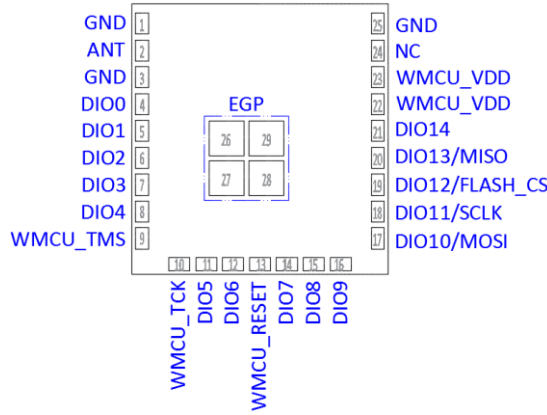 GND 1
ANT 2
GND 3
DIO0 4
DIO1 5
DIO2 6
DIO3 7
DIO4 8
WMCU_TMS 9
10 WMCU_TCK
11 DIO5
12 DIO6
13 WMCU_RESET
14 DIO7
15 DIO8
16 DIO9
17 DIO10/MOSI
18 DIO11/SCLK
19 DIO12/FLASH_CS
20 DIO13/MISO
21 DIO14
22 WMCU_VDD
23 WMCU_VDD
24 NC
25 GND
EGP
26 29
27 28